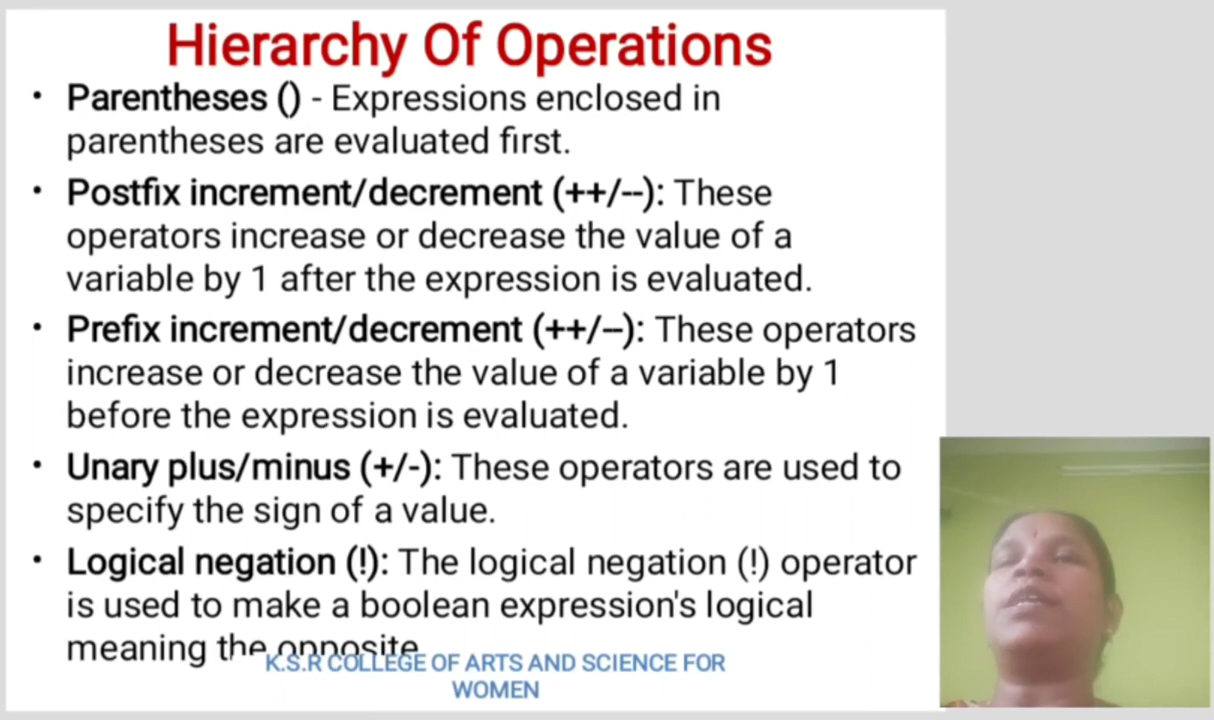 Hierarchy Of Operations
• Parentheses () - Expressions enclosed in
parentheses are evaluated first.
• Postfix increment/decrement (++/--): These
operators increase or decrease the value of a
variable by 1 after the expression is evaluated.
• Prefix increment/decrement (++/--): These operators
increase or decrease the value of a variable by 1
before the expression is evaluated.
• Unary plus/minus (+/-): These operators are used to
specify the sign of a value.
• Logical negation (!): The logical negation (!) operator
is used to make a boolean expression's logical
meaning the opposite
K.S.R COLLEGE OF ARTS AND SCIENCE FOR
WOMEN